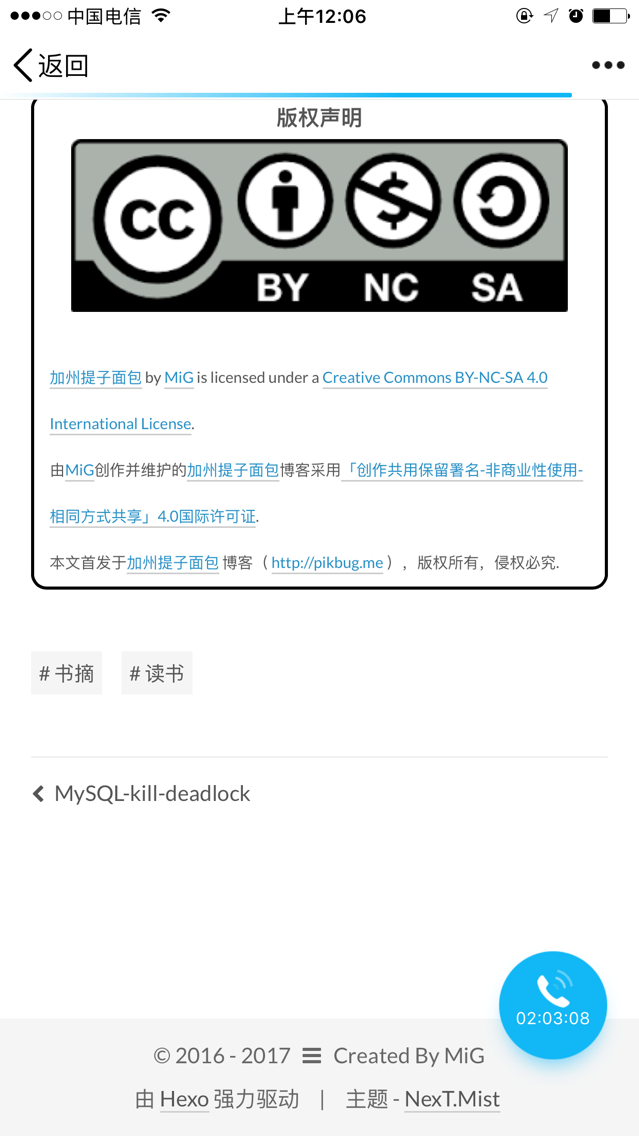 中国电信 上午12:06
返回
版权声明
CC
BY NC SA
加州提子面包 by MiG is licensed under a Creative Commons BY-NC-SA 4.0
International License.
由MiG创作并维护的加州提子面包博客采用「创作共用保留署名-非商业性使用-
相同方式共享」4.0国际许可证.
本文首发于加州提子面包 博客（ http://pikbug.me ），版权所有，侵权必究.
# 书摘 # 读书
MySQL-kill-deadlock
02:03:08
© 2016 - 2017 Created By MiG
由 Hexo 强力驱动 | 主题 - NexT.Mist